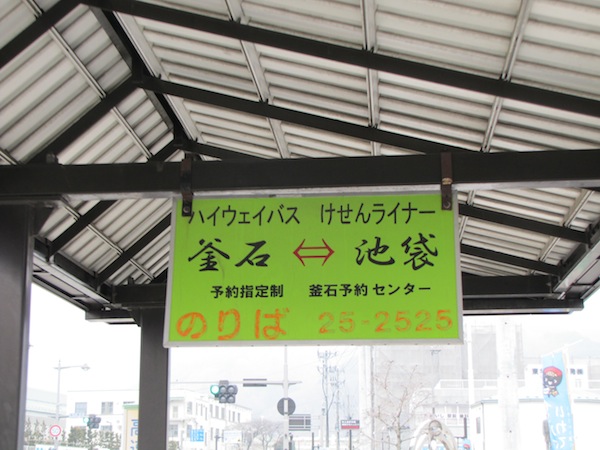 ハイウェイバス けせんライナー
釜石 ⇔ 池袋
予約指定制 釜石予約センター
のりば 25-2525